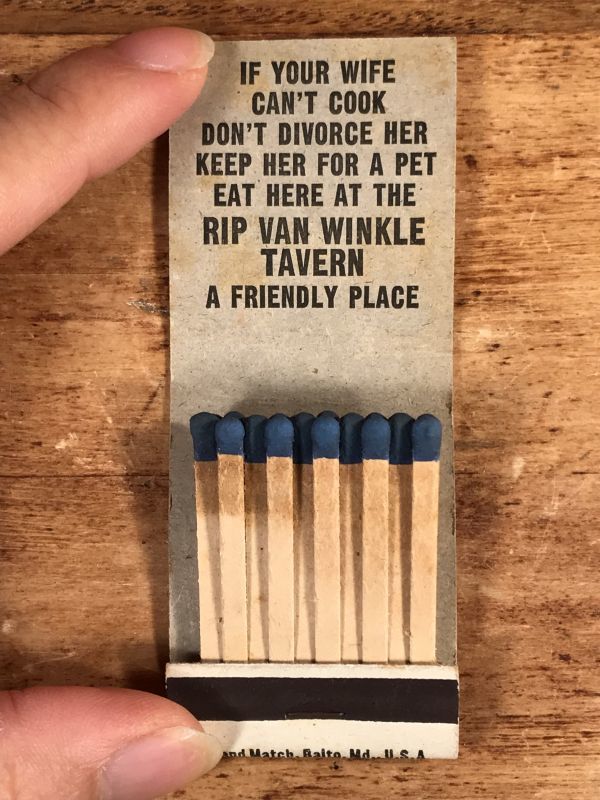 IF YOUR WIFE
CAN'T COOK
DON'T DIVORCE HER
KEEP HER FOR A PET
EAT HERE AT THE
RIP VAN WINKLE
TAVERN
A FRIENDLY PLACE
Match, Balto. Md., U.S.A.